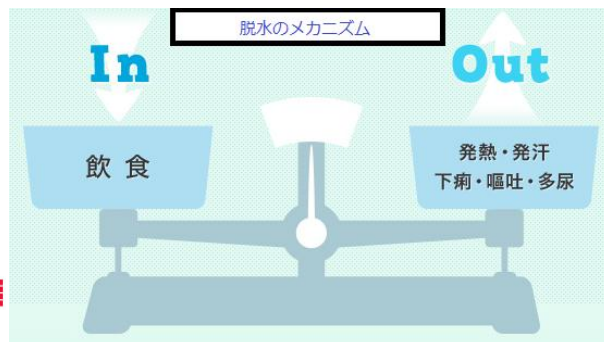 脱水のメカニズム
In
Out
飲食
発熱・発汗
下痢・嘔吐・多尿